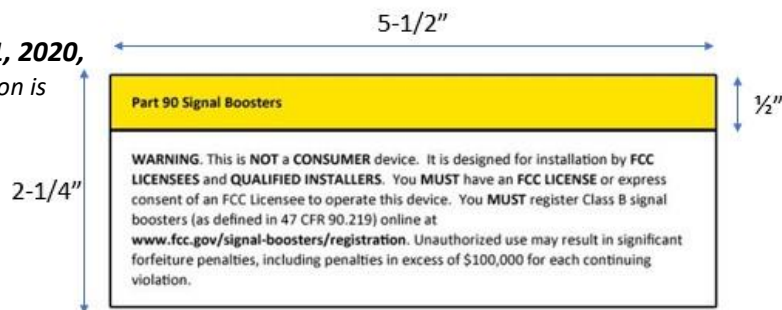 5-1/2”
1, 2020,
on is
Part 90 Signal Boosters
½”
WARNING. This is NOT a CONSUMER device. It is designed for installation by FCC
LICENSEES and QUALIFIED INSTALLERS. You MUST have an FCC LICENSE or express
2-1/4”
consent of an FCC Licensee to operate this device. You MUST register Class B signal
boosters (as defined in 47 CFR 90.219) online at
www.fcc.gov/signal-boosters/registration. Unauthorized use may result in significant
forfeiture penalties, including penalties in excess of $100,000 for each continuing
violation.